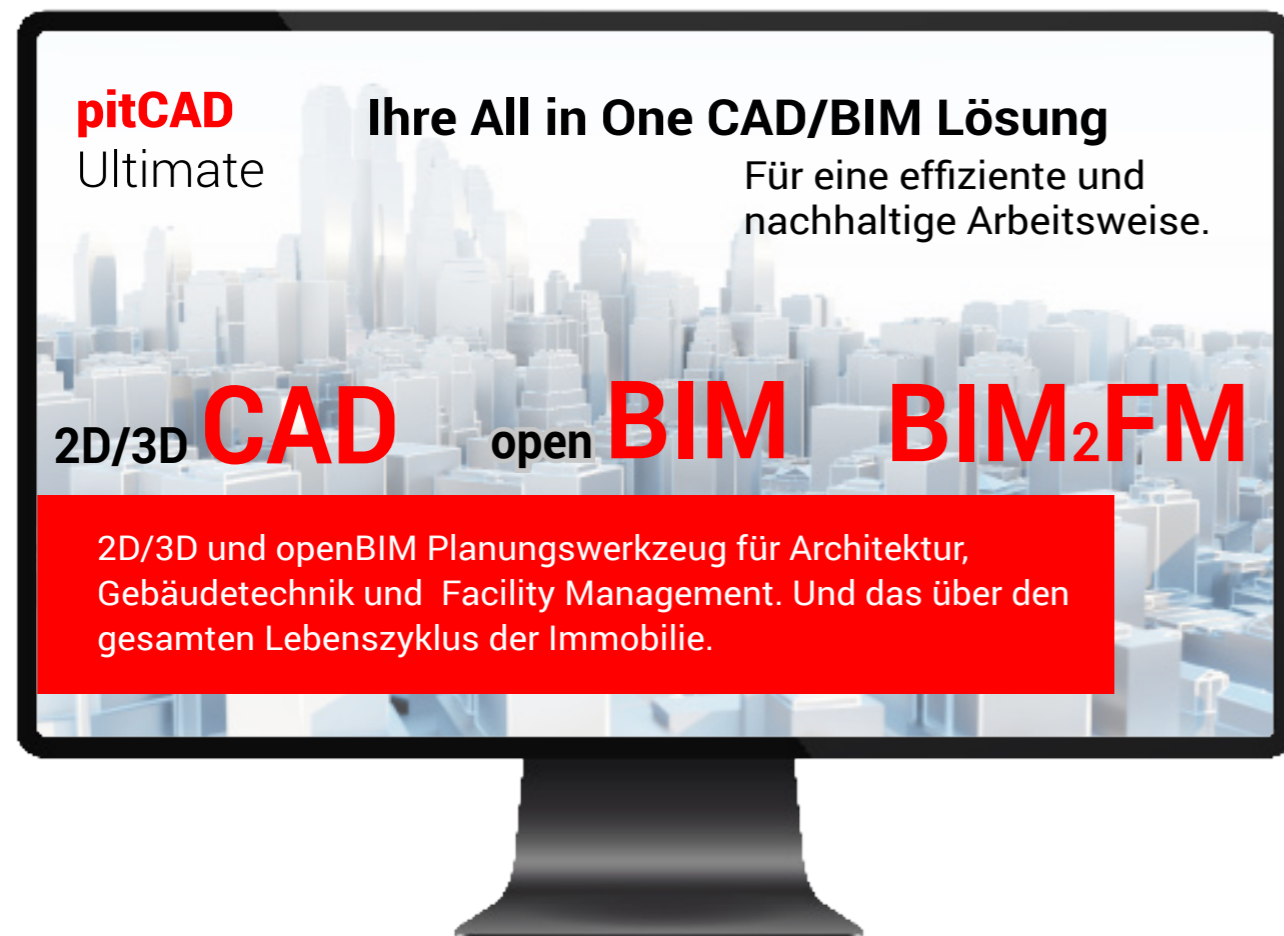 pitCAD
Ultimate
Ihre All in One CAD/BIM Lösung
Für eine effiziente und
nachhaltige Arbeitsweise.
2D/3D CAD
open BIM
BIM2FM
2D/3D und openBIM Planungswerkzeug für Architektur,
Gebäudetechnik und  Facility Management. Und das über den
gesamten Lebenszyklus der Immobilie.